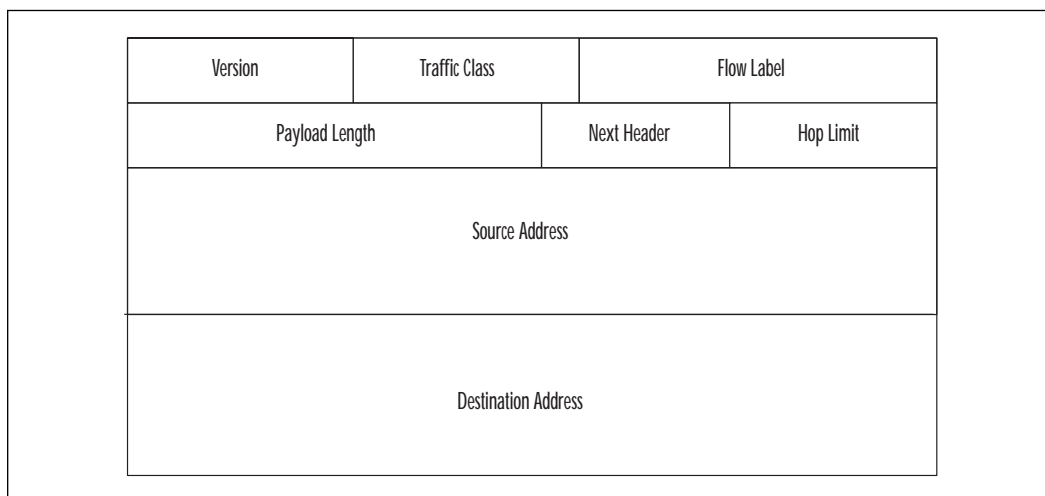 Version
Traffic Class
Flow Label
Payload Length
Next Header
Hop Limit
Source Address
Destination Address